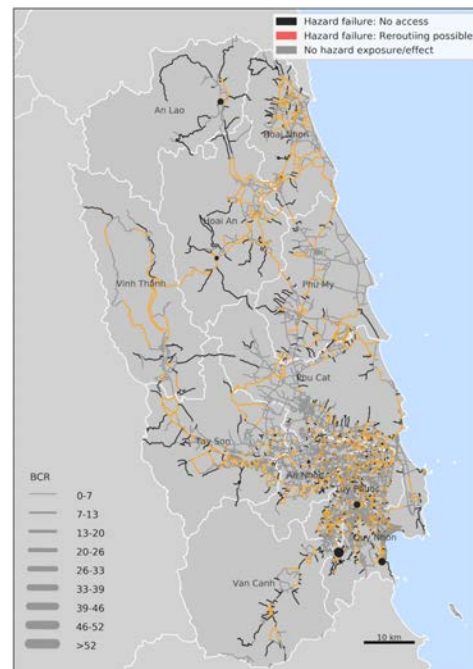 Hazard failure: No access
Hazard failure: Rerouting possible
No hazard exposure/effect
An Lao
Hoai Nhon
Hoai An
Vinh Thanh
Phu My
Phu Cat
Tay Son
An Nhon
Tuy Phuoc
Quy Nhon
Van Canh
BCR
0-7
7-13
13-20
20-26
26-33
33-39
39-46
46-52
>52
10 km